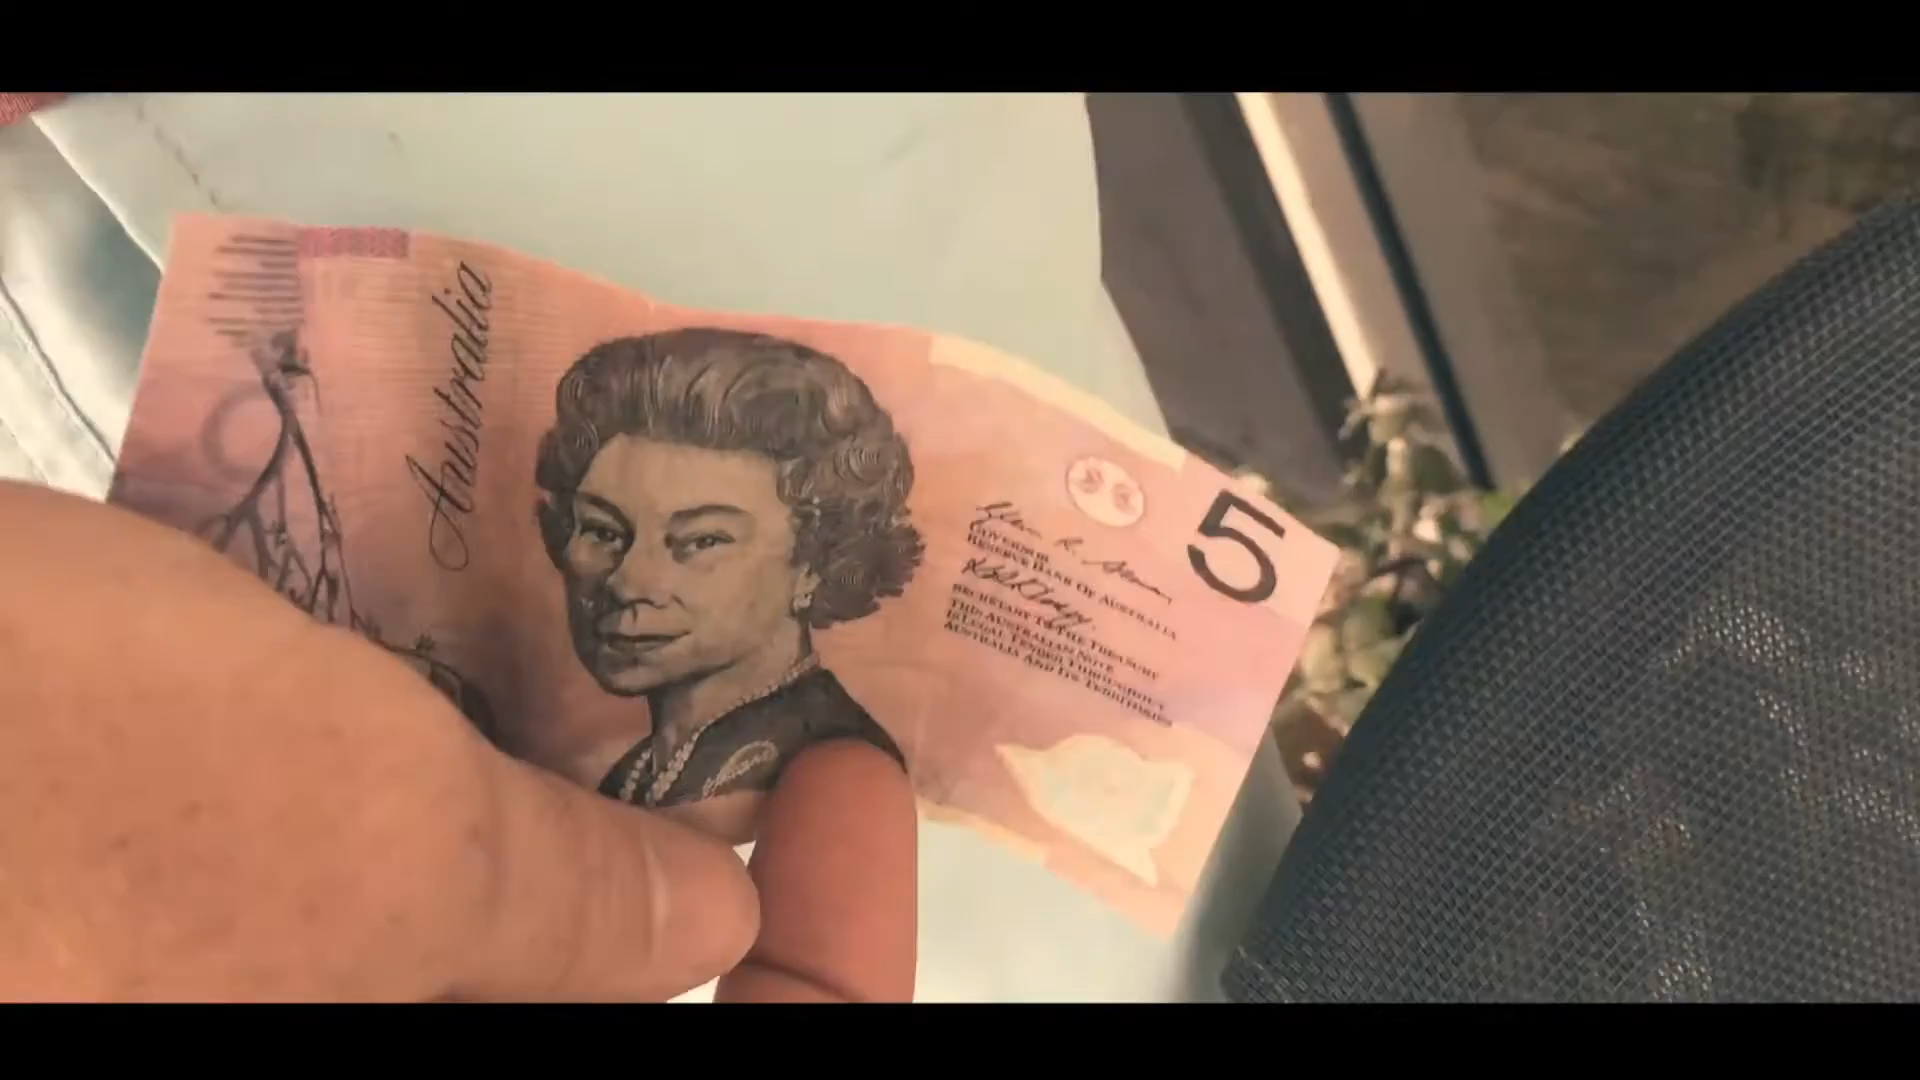 Australia
5
GOVERNOR
RESERVE BANK OF AUSTRALIA
SECRETARY TO THE TREASURY
THIS AUSTRALIAN NOTE
IS LEGAL TENDER THROUGHOUT
AUSTRALIA AND ITS TERRITORIES